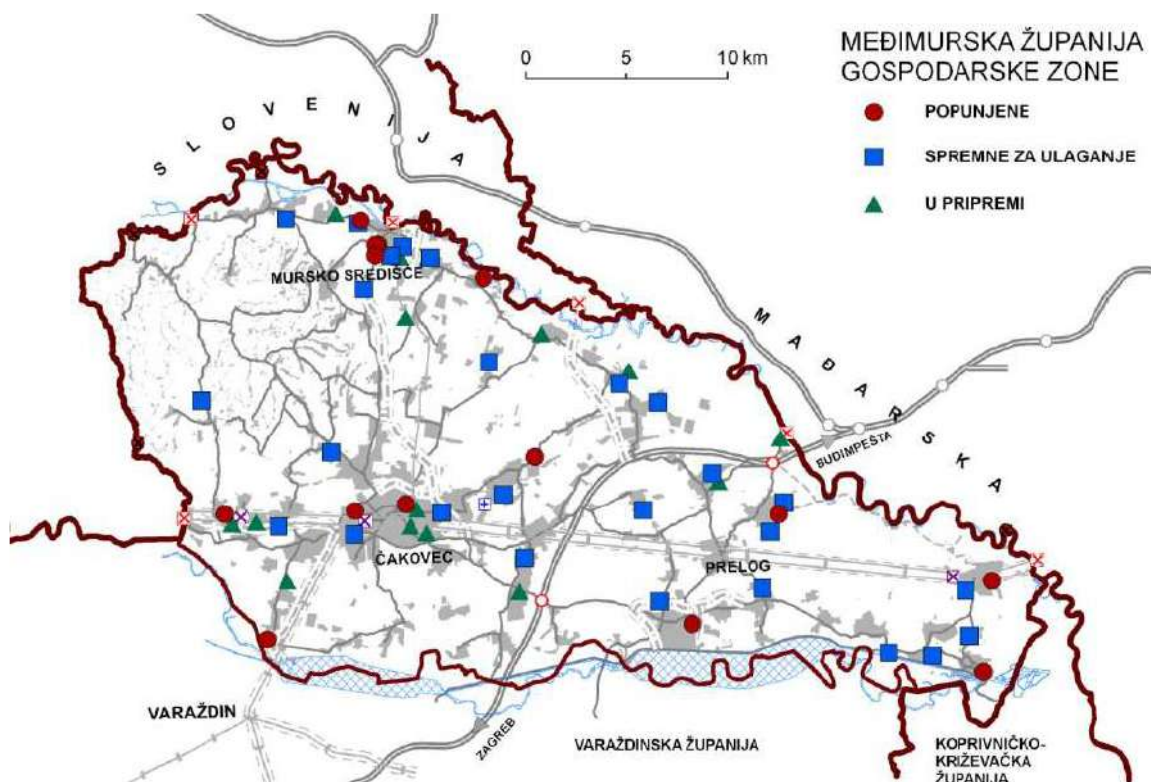 0 5 10 km
MEĐIMURSKA ŽUPANIJA
GOSPODARSKE ZONE
POPUNJENE
SPREMNE ZA ULAGANJE
U PRIPREMI
SLOVENIJA
MAĐARSKA
MURSKO SREDIŠĆE
BUDIMPEŠTA
ČAKOVEC
PRELOG
VARAŽDIN
ZAGREB
VARAŽDINSKA ŽUPANIJA
KOPRIVNIČKO-
KRIŽEVAČKA
ŽUPANIJA